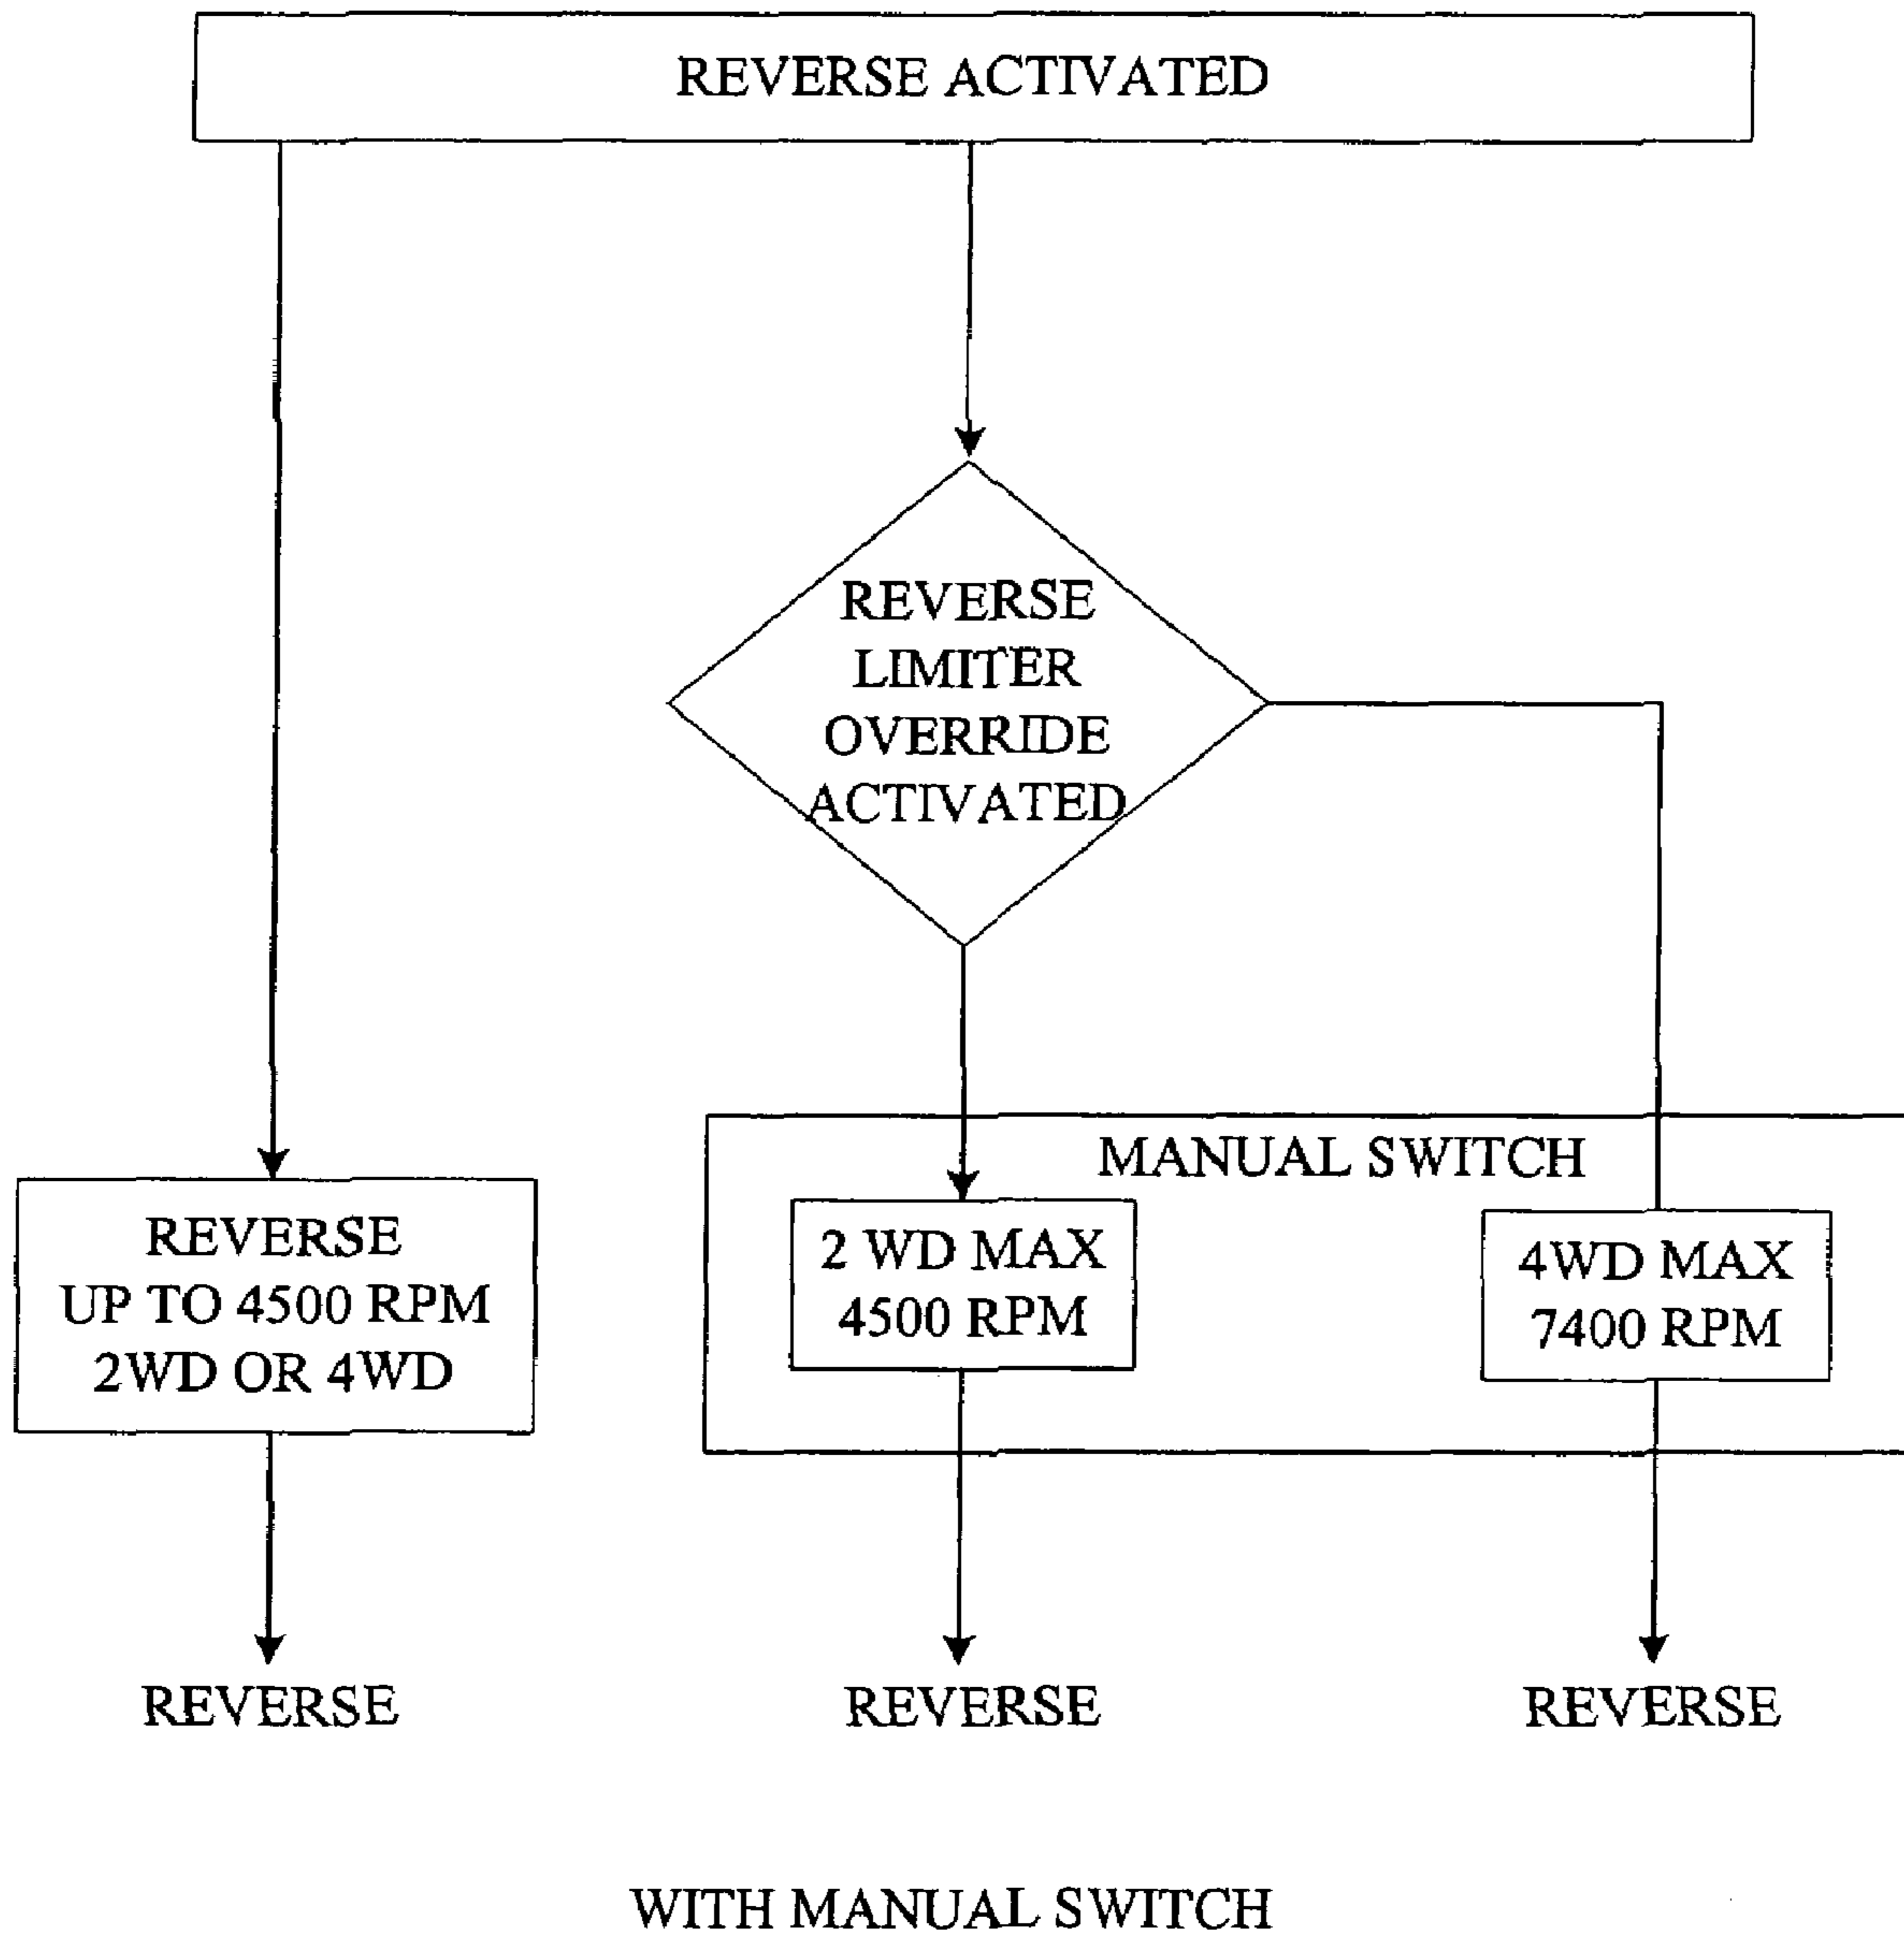 REVERSE ACTIVATED
REVERSE
LIMITER
OVERRIDE
ACTIVATED
MANUAL SWITCH
REVERSE
UP TO 4500 RPM
2WD OR 4WD
2 WD MAX
4500 RPM
4WD MAX
7400 RPM
REVERSE
REVERSE
REVERSE
WITH MANUAL SWITCH